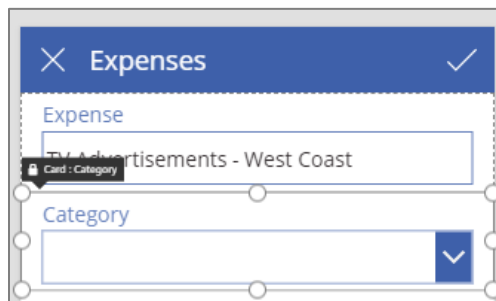 Expenses
Expense
TV Advertisements - West Coast
Card : Category
Category